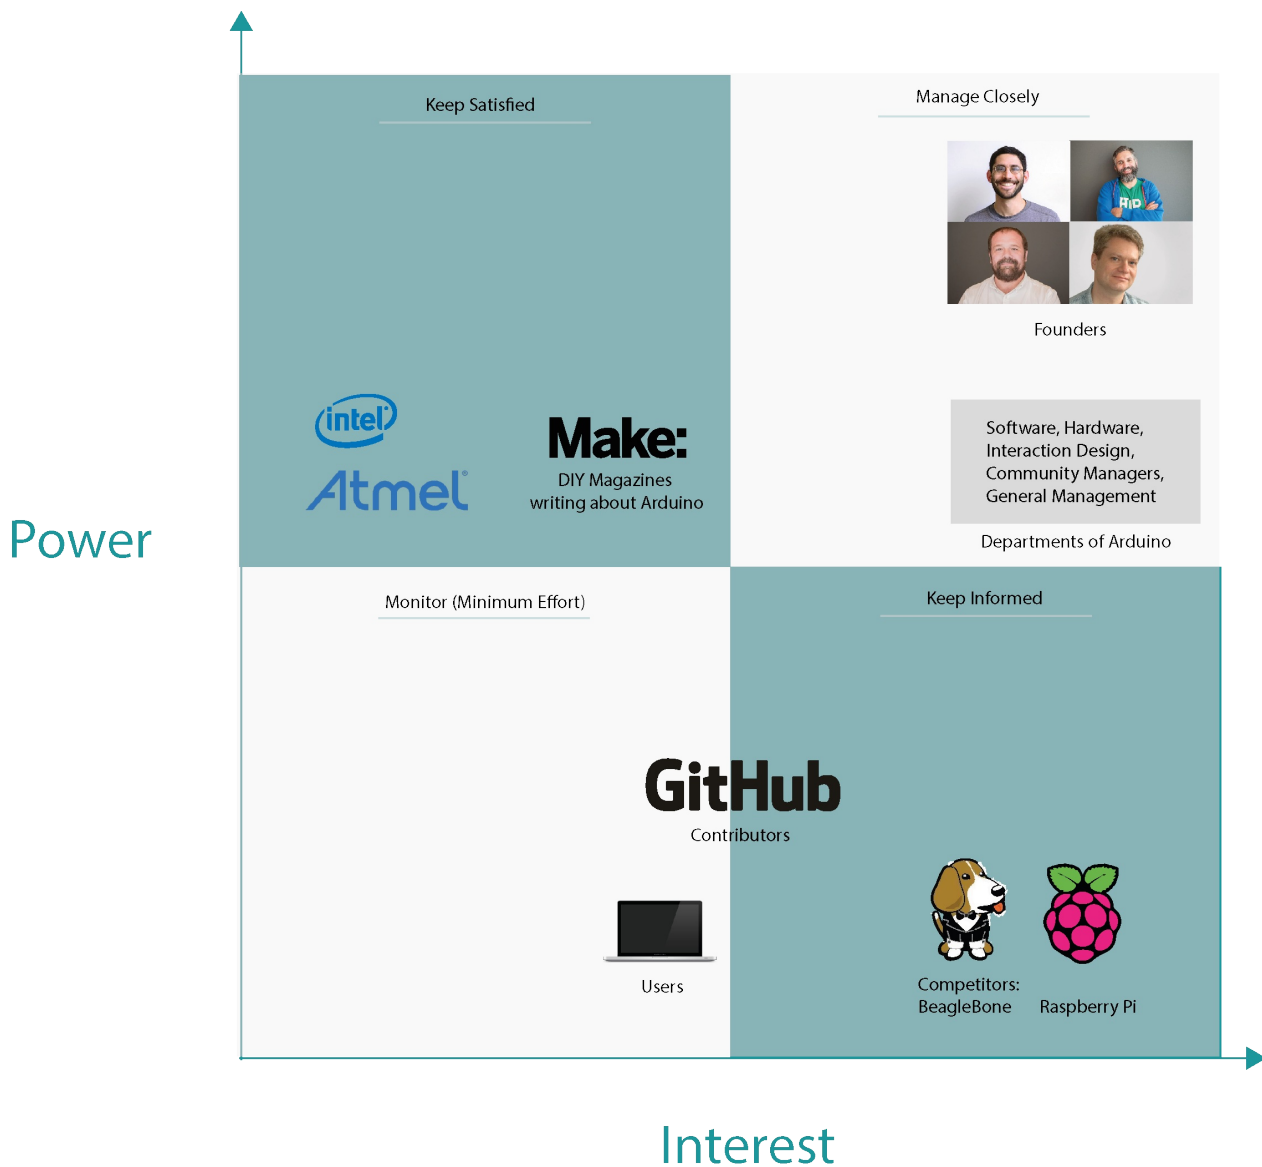 Keep Satisfied
Manage Closely
HID
Founders
intel
Atmel
Make:
DIY Magazines
writing about Arduino
Software, Hardware,
Interaction Design,
Community Managers,
General Management
Departments of Arduino
Power
Monitor (Minimum Effort)
Keep Informed
GitHub
Contributors
Users
Competitors:
BeagleBone
Raspberry Pi
Interest